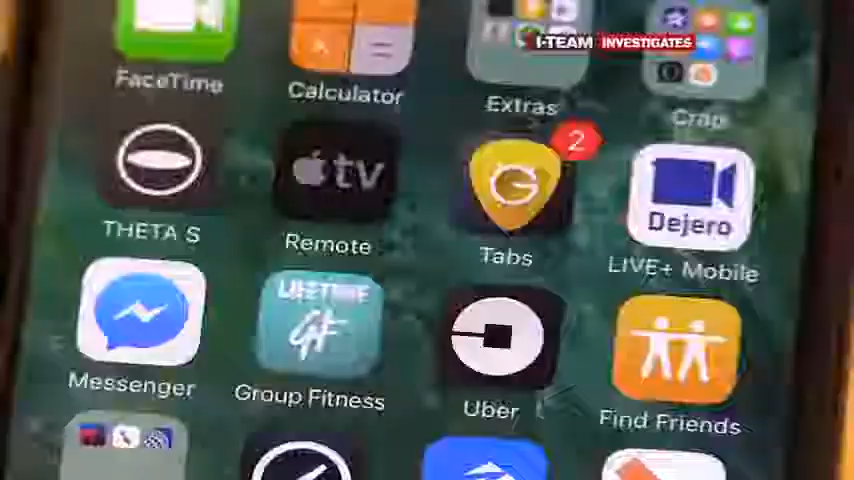 I-TEAM INVESTIGATES
FaceTime
Calculator
Extras
Crap
tv
2
Dejero
THETA S
Remote
Tabs
LIVE+ Mobile
LIFETIME
GF
Messenger
Group Fitness
Uber
Find Friends